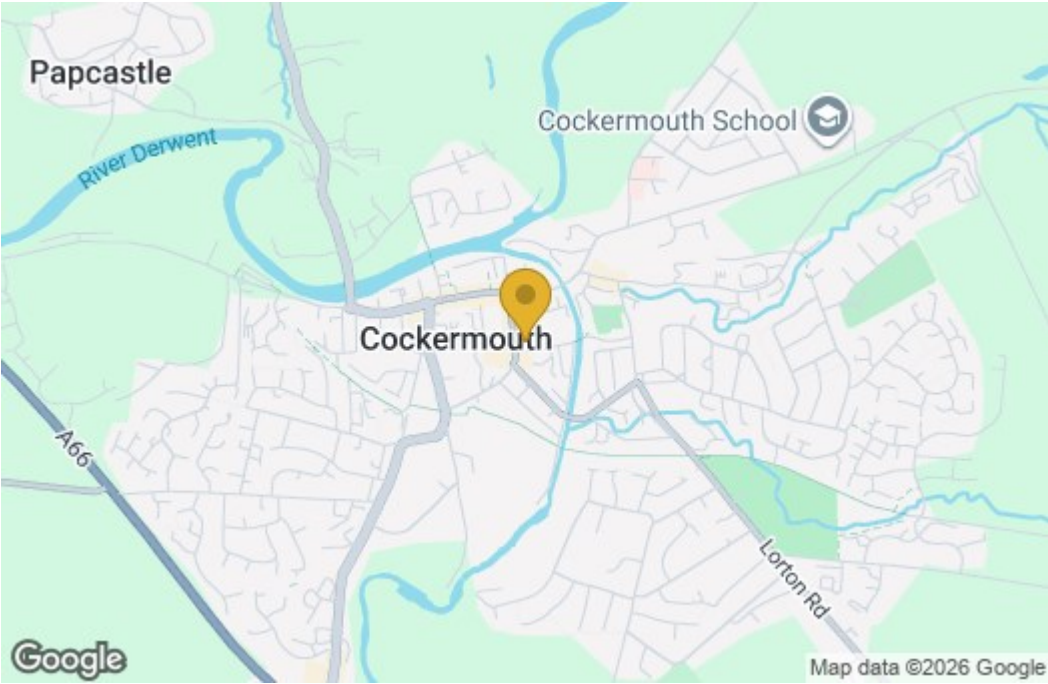 Papcastle
Cockermouth School
River Derwent
Cockermouth
A66
Lorton Rd
Google
Map data ©2026 Google